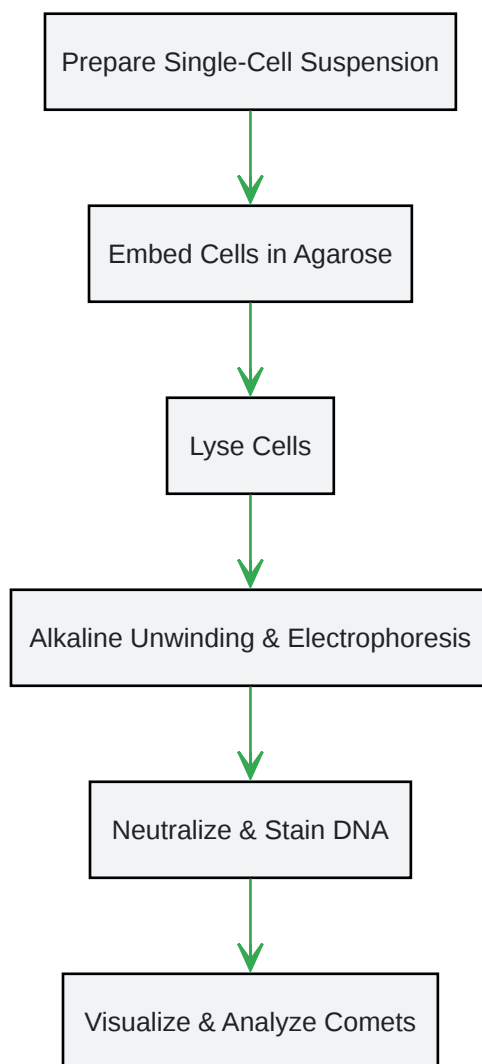 Prepare Single-Cell Suspension
Embed Cells in Agarose
Lyse Cells
Alkaline Unwinding & Electrophoresis
Neutralize & Stain DNA
Visualize & Analyze Comets